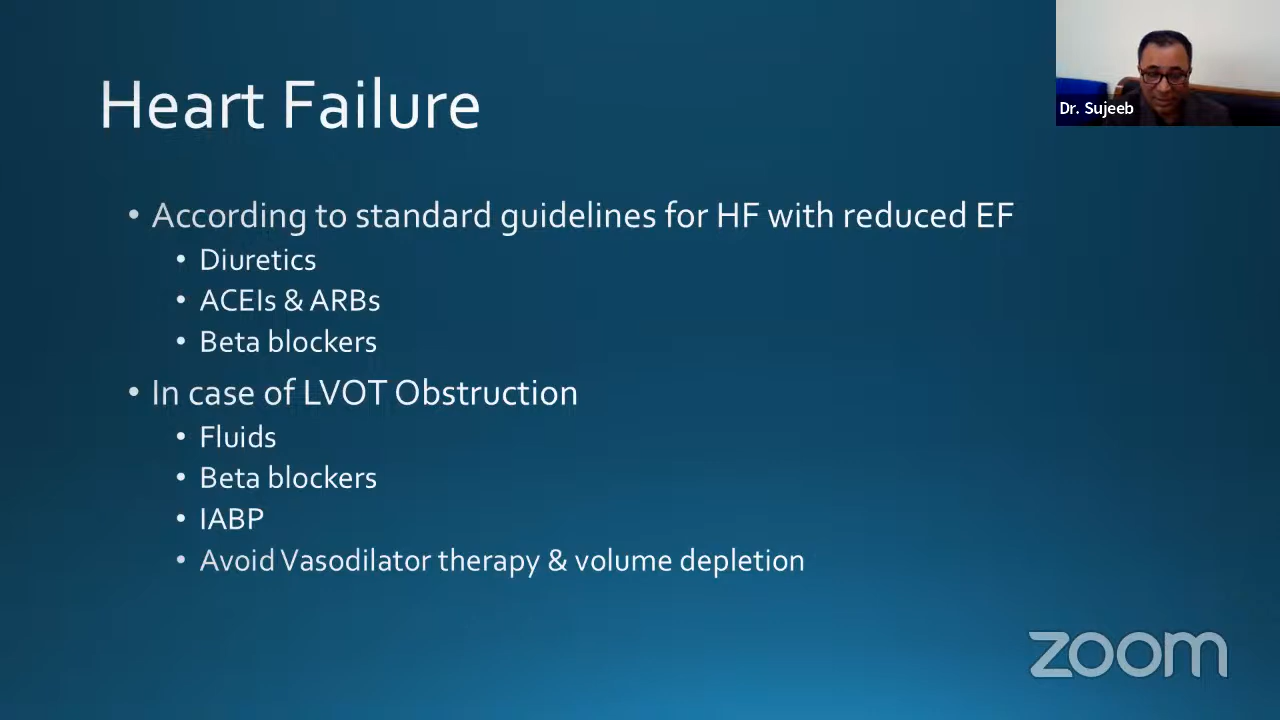 Heart Failure
Dr. Sujeeb
• According to standard guidelines for HF with reduced EF
• Diuretics
• ACEIs & ARBs
• Beta blockers
• In case of LVOT Obstruction
• Fluids
• Beta blockers
• IABP
• Avoid Vasodilator therapy & volume depletion
zoom